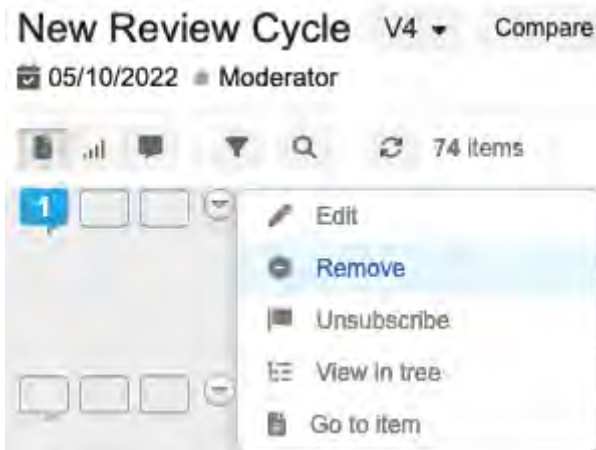 New Review Cycle V4 Compare
05/10/2022 Moderator
74 items
1
Edit
Remove
Unsubscribe
View in tree
Go to item